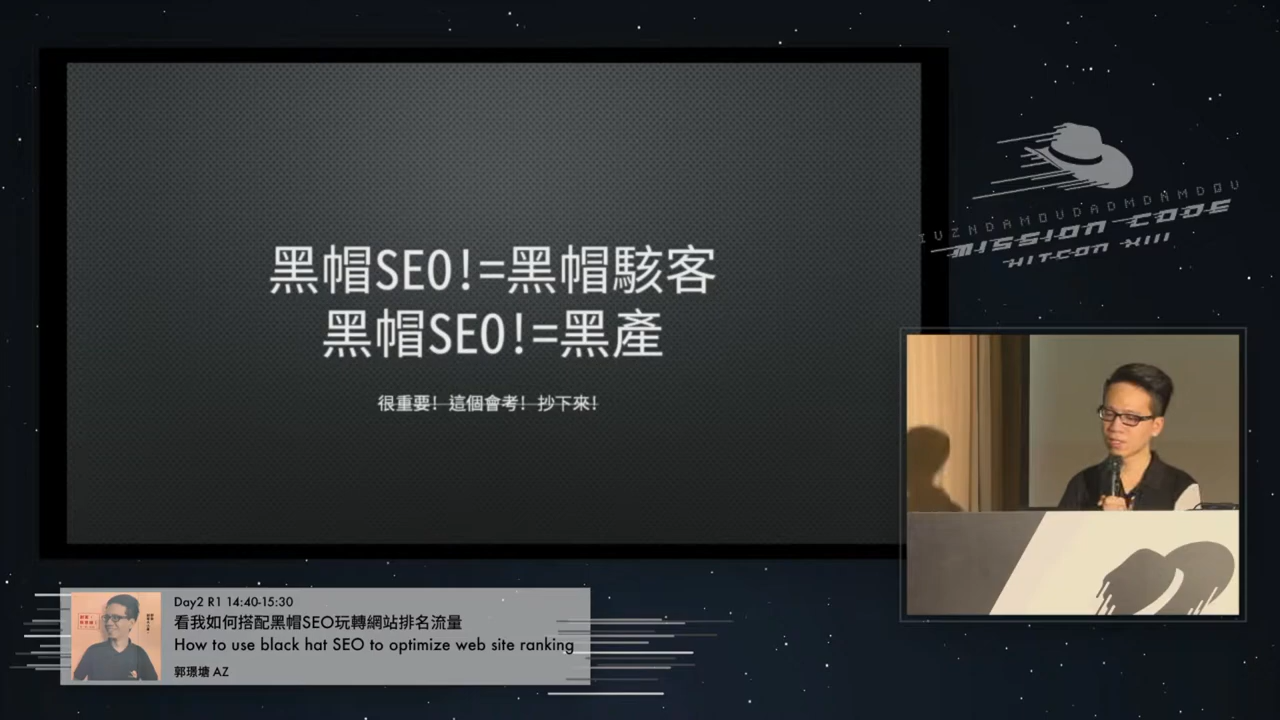 黑帽SEO!=黑帽駭客
黑帽SEO!=黑產
很重要! 這個會考! 抄下來!
MISSION CODE
HITCON XIII
Day2 R1 14:40-15:30
看我如何搭配黑帽SEO玩轉網站排名流量
How to use black hat SEO to optimize web site ranking
郭璟塘 AZ